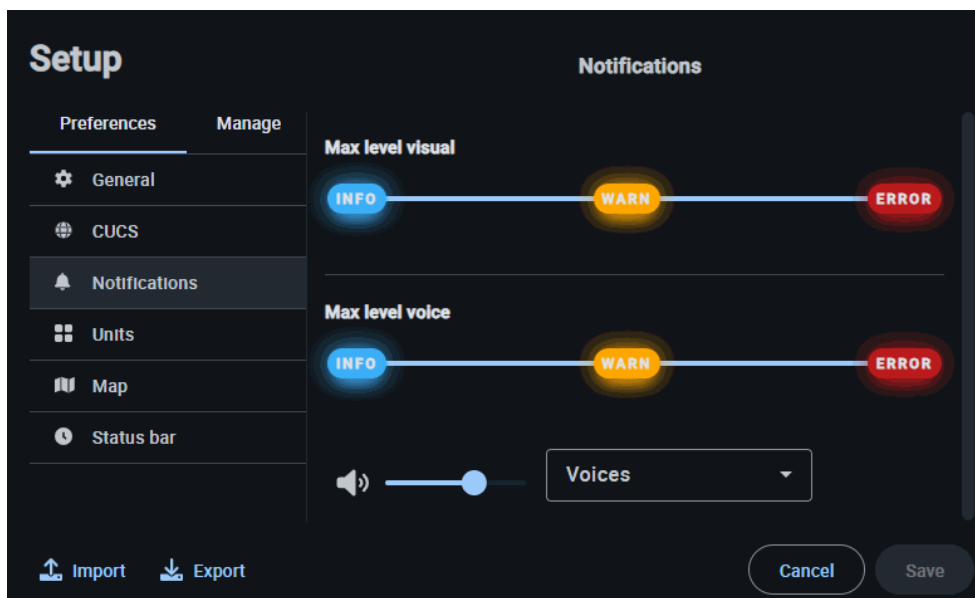 Setup
Notifications
Preferences Manage
General
CUCS
Notifications
Units
Map
Status bar
Max level visual
INFO WARN ERROR
Max level voice
INFO WARN ERROR
Voices
Import Export
Cancel Save